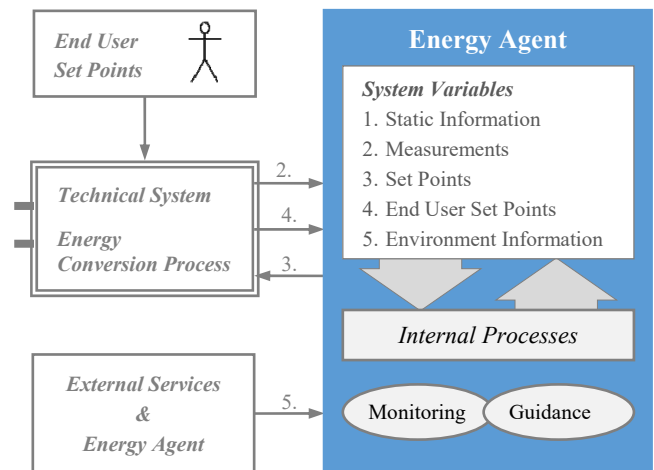 End User
Set Points
Technical System
Energy
Conversion Process
External Services
&
Energy Agent
2.
4.
3.
5.
Energy Agent
System Variables
1. Static Information
2. Measurements
3. Set Points
4. End User Set Points
5. Environment Information
Internal Processes
Monitoring
Guidance